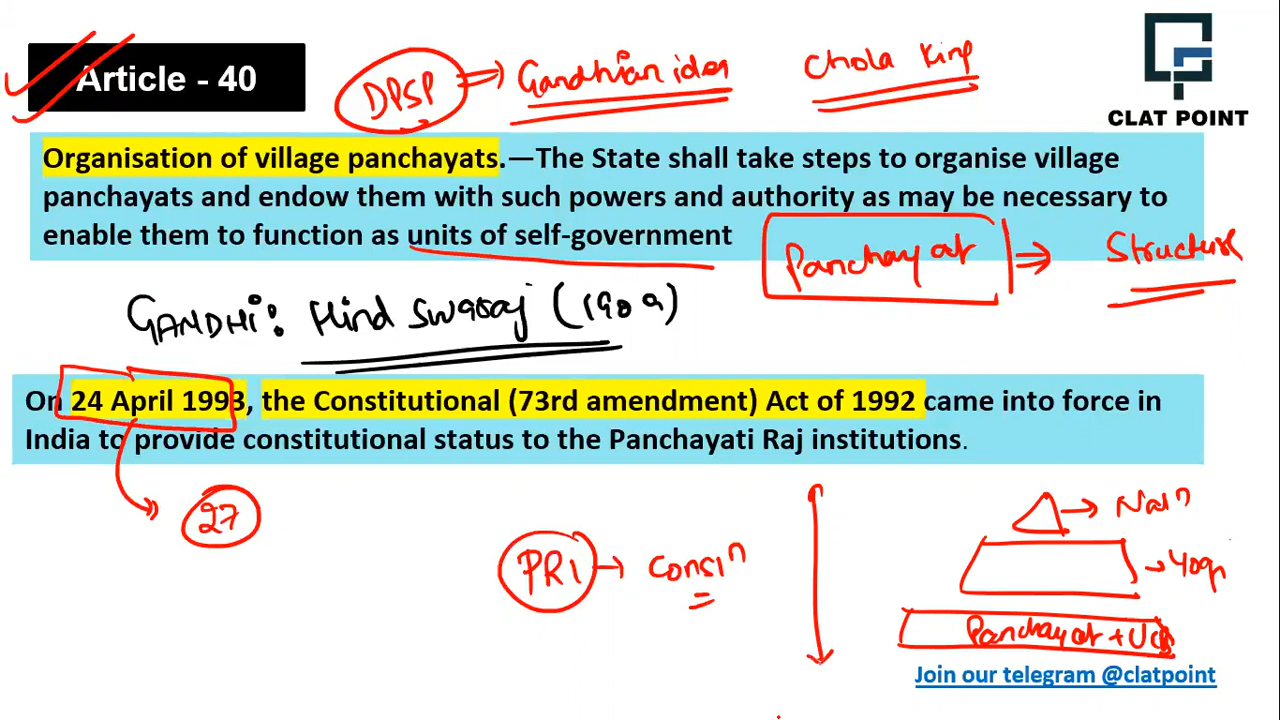 Article - 40
DPSP
Gandhian idea
Chola King
CLAT POINT
Organisation of village panchayats.—The State shall take steps to organise village
panchayats and endow them with such powers and authority as may be necessary to
enable them to function as units of self-government
Panchayat
Structure
GANDHI: Hind Swaraj (1909)
On 24 April 1993, the Constitutional (73rd amendment) Act of 1992 came into force in
India to provide constitutional status to the Panchayati Raj institutions.
27
PRI
Consⁿ
Natⁿ
Panchayat +
Join our telegram @clatpoint